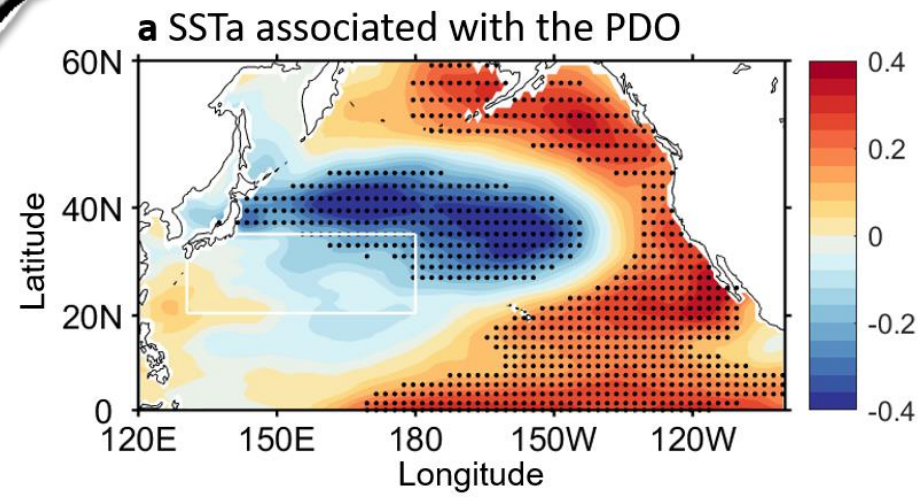 a SSTa associated with the PDO
60N
40N
20N
0
Latitude
120E 150E 180 150W 120W
Longitude
0.4
0.2
0
-0.2
-0.4